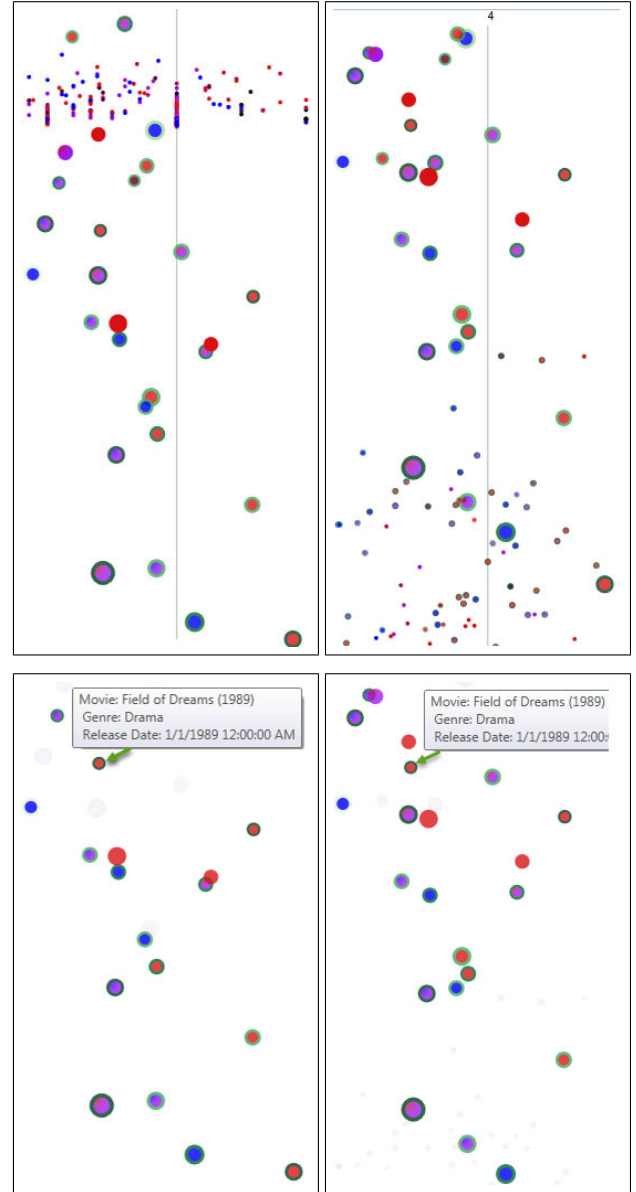 4
Movie: Field of Dreams (1989)
Genre: Drama
Release Date: 1/1/1989 12:00:00 AM
Movie: Field of Dreams (1989)
Genre: Drama
Release Date: 1/1/1989 12:00: